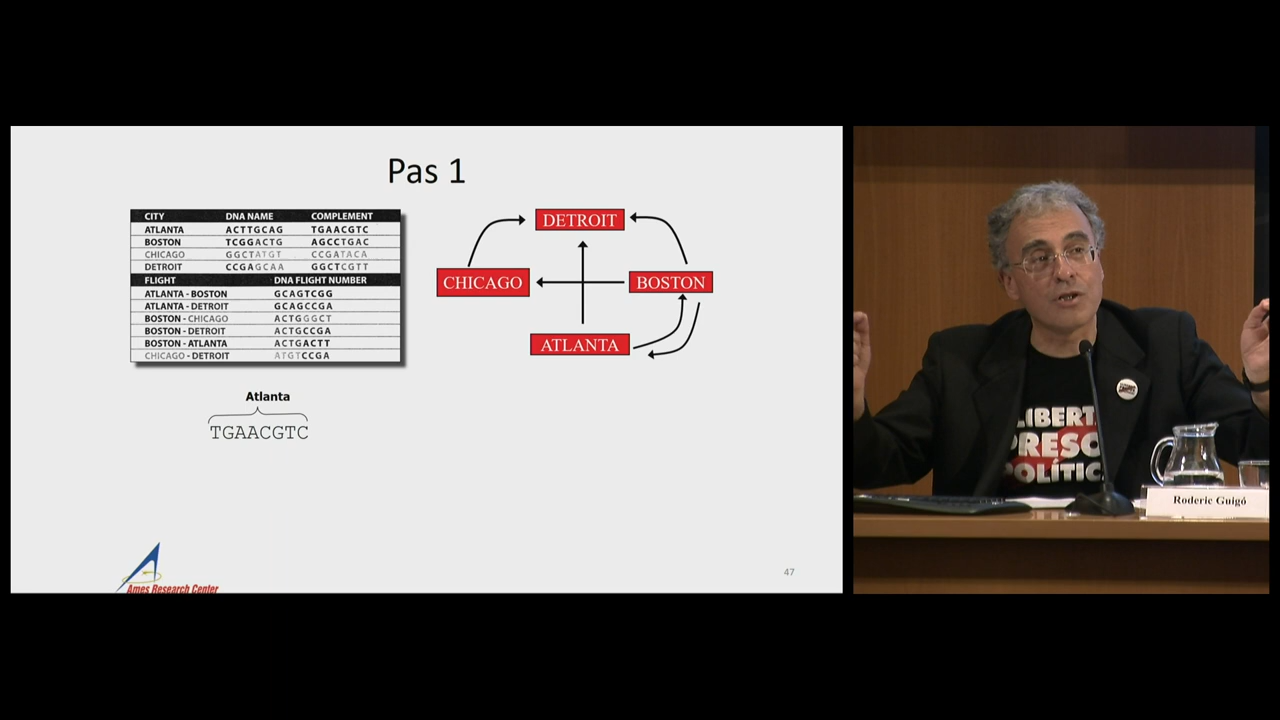 Pas 1
CITY DNA NAME COMPLEMENT
ATLANTA ACTTGCAG TGAACGTC
BOSTON TCGGACTG AGCCTGAC
CHICAGO GGCTATGT CCGATACA
DETROIT CCGAGCAA GGCTCGTT
FLIGHT DNA FLIGHT NUMBER
ATLANTA - BOSTON GCAGTCGG
ATLANTA - DETROIT GCAGCCGA
BOSTON - CHICAGO ACTGGGCT
BOSTON - DETROIT ACTGCCGA
BOSTON - ATLANTA ACTGACTT
CHICAGO - DETROIT ATGTCCGA
DETROIT
CHICAGO
BOSTON
ATLANTA
Atlanta
TGAACGTC
Ames Research Center
47
LIBERT
PRESO
POLÍTIC
Roderic Guigó